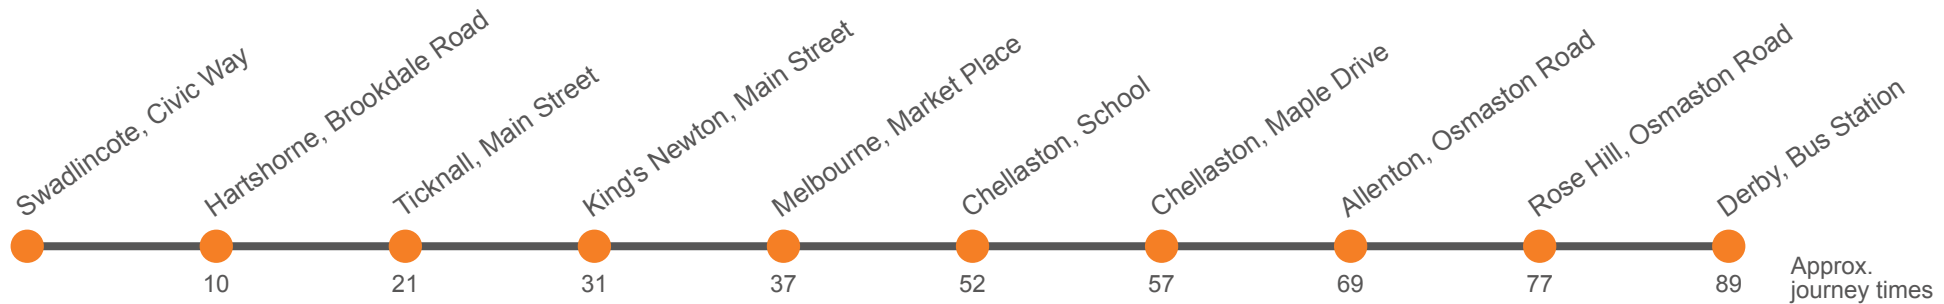 Swadlincote, Civic Way
Hartshorne, Brookdale Road
Ticknall, Main Street
King's Newton, Main Street
Melbourne, Market Place
Chellaston, School
Chellaston, Maple Drive
Allenton, Osmaston Road
Rose Hill, Osmaston Road
Derby, Bus Station
10
21
31
37
52
57
69
77
89
Approx.
journey times